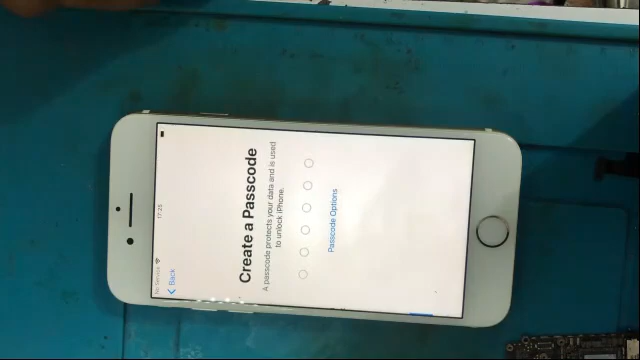 No Service 17:25
Back
Create a Passcode
A passcode protects your data and is used
to unlock iPhone.
Passcode Options